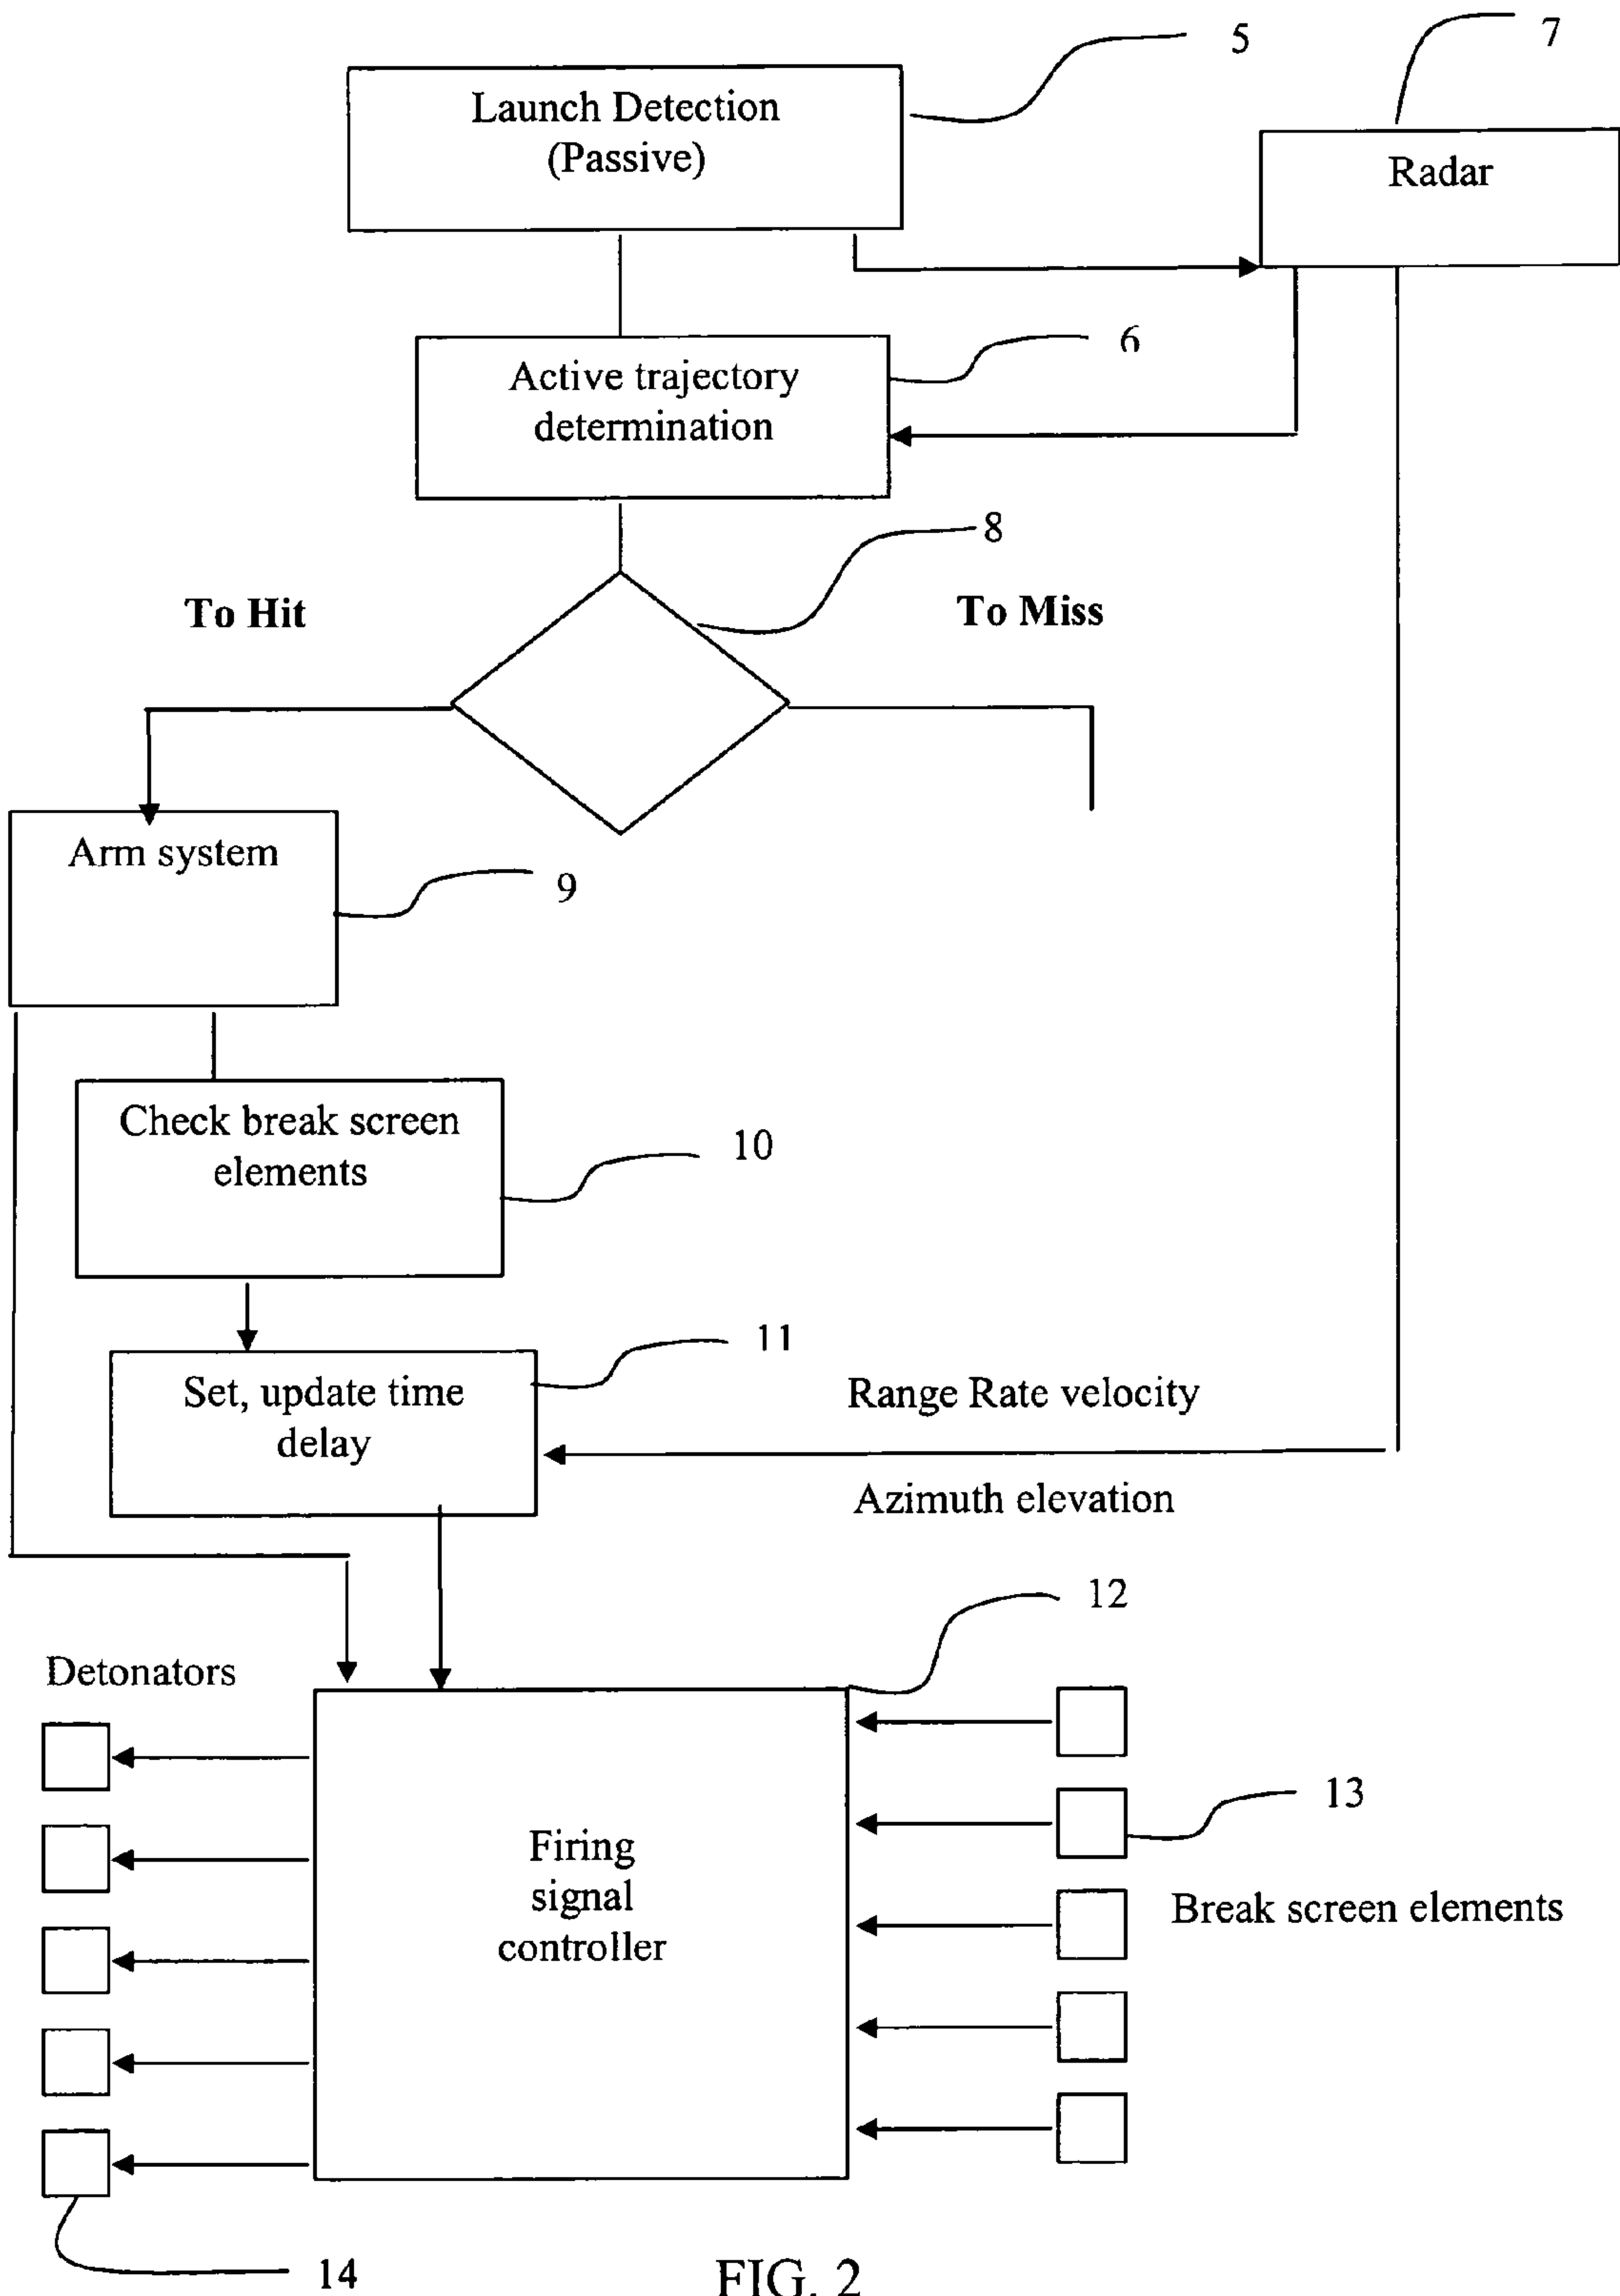 5
7
Launch Detection
(Passive)
Radar
6
Active trajectory
determination
8
To Hit
To Miss
Arm system
9
Check break screen
elements
10
11
Set, update time
delay
Range Rate velocity
Azimuth elevation
12
Detonators
13
Firing
signal
controller
Break screen elements
14
FIG. 2